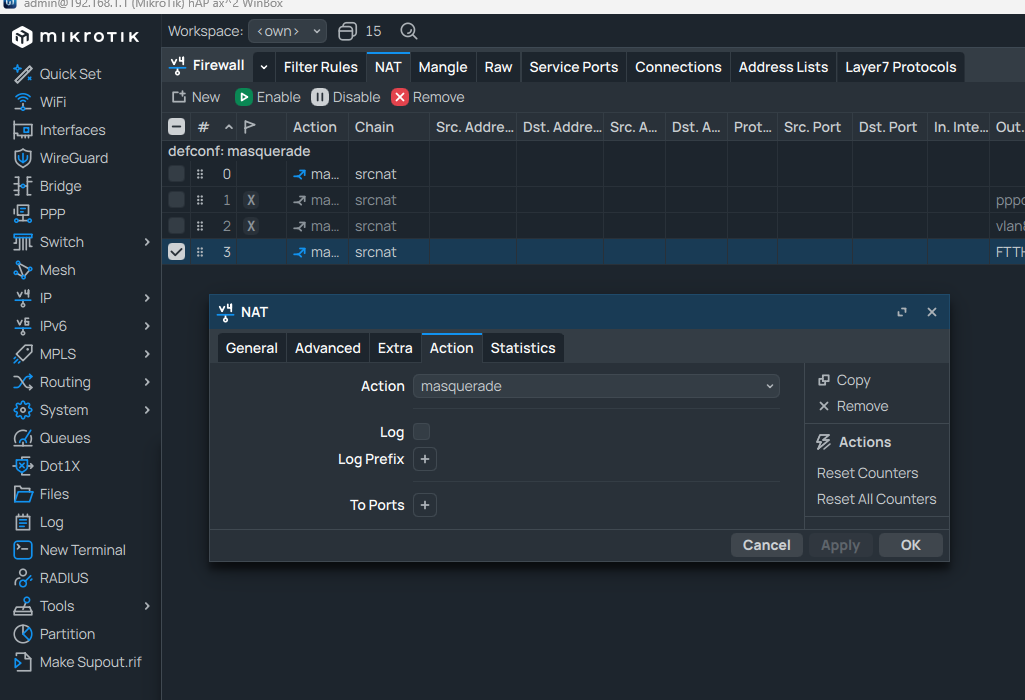 admin@192.168.1.1 (MikroTik) hAP ax^2 WinBox
MIKROTIK
Workspace: <own> 15
Firewall Filter Rules NAT Mangle Raw Service Ports Connections Address Lists Layer7 Protocols
New Enable Disable Remove
# Action Chain Src. Addre... Dst. Addre... Src. A... Dst. A... Prot... Src. Port Dst. Port In. Inte... Out.
defconf: masquerade
0 ma... srcnat
1 X ma... srcnat pppo
2 X ma... srcnat vlan
3 ma... srcnat FTTH
Quick Set
WiFi
Interfaces
WireGuard
Bridge
PPP
Switch
Mesh
IP
IPv6
MPLS
Routing
System
Queues
Dot1X
Files
Log
New Terminal
RADIUS
Tools
Partition
Make Supout.rif
v4 NAT
General Advanced Extra Action Statistics
Action masquerade
Log
Log Prefix +
To Ports +
Copy
Remove
Actions
Reset Counters
Reset All Counters
Cancel Apply OK